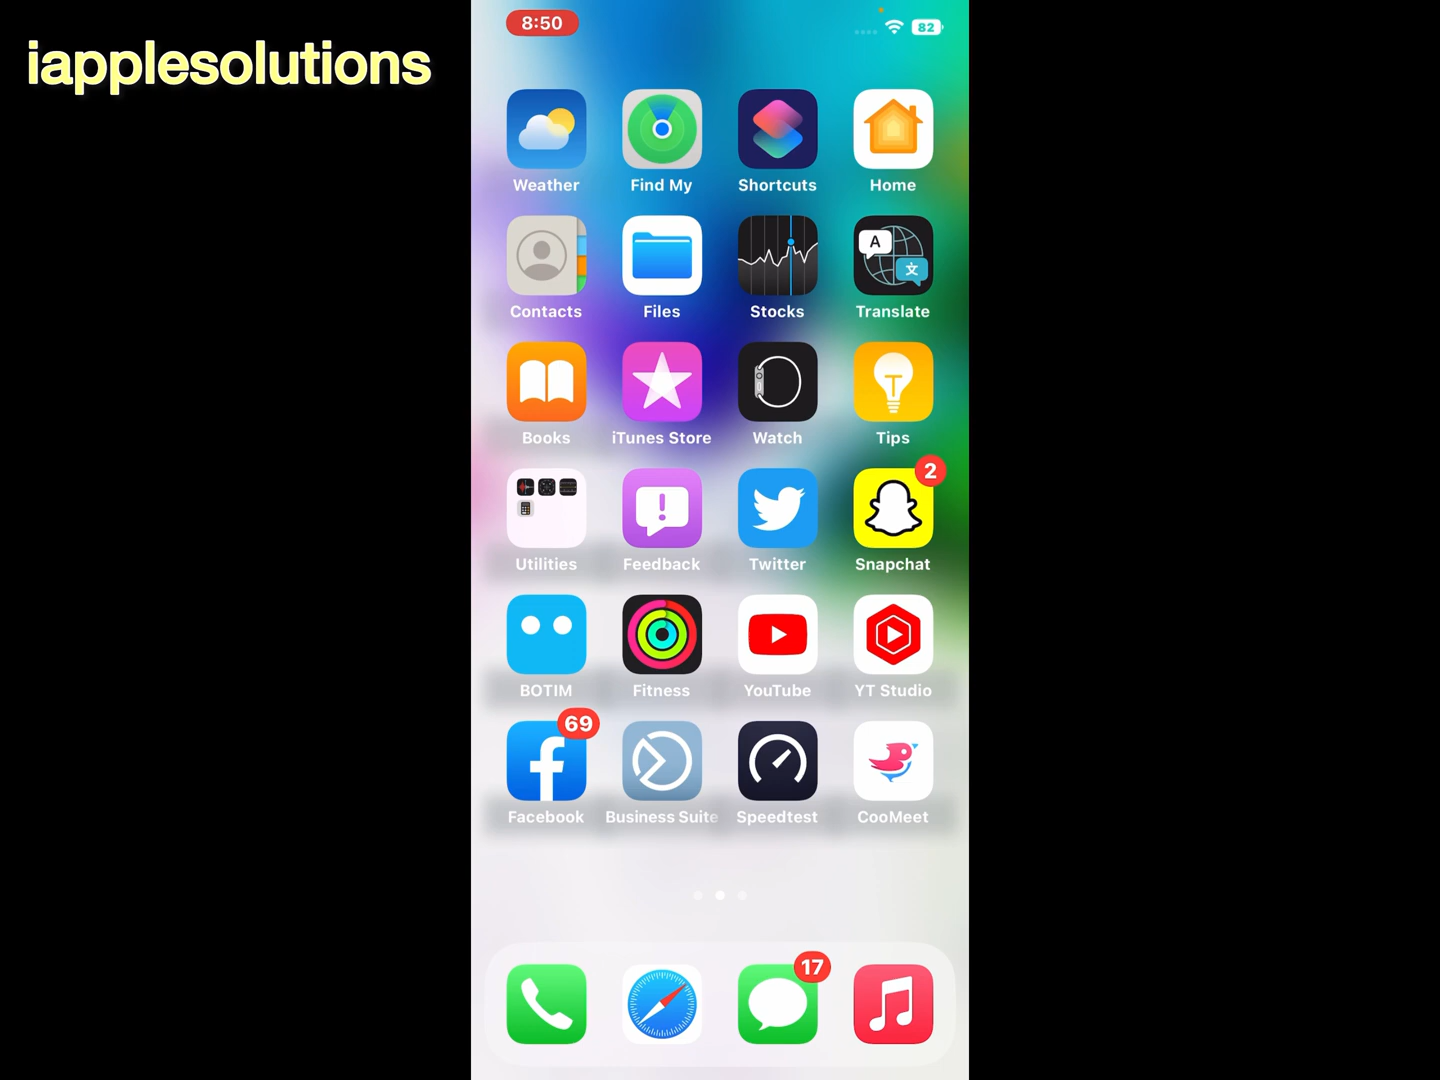 iapplesolutions
8:50
82
Weather Find My Shortcuts Home
A
文
Contacts Files Stocks Translate
Books iTunes Store Watch Tips
2
Utilities Feedback Twitter Snapchat
BOTIM Fitness YouTube YT Studio
69
Facebook Business Suite Speedtest CooMeet
17